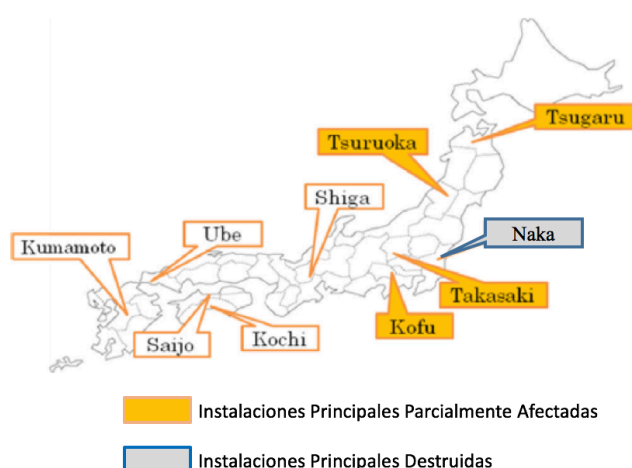 Tsugaru
Tsuruoka
Shiga
Ube
Naka
Kumamoto
Takasaki
Kofu
Kochi
Saijo
Instalaciones Principales Parcialmente Afectadas
Instalaciones Principales Destruidas